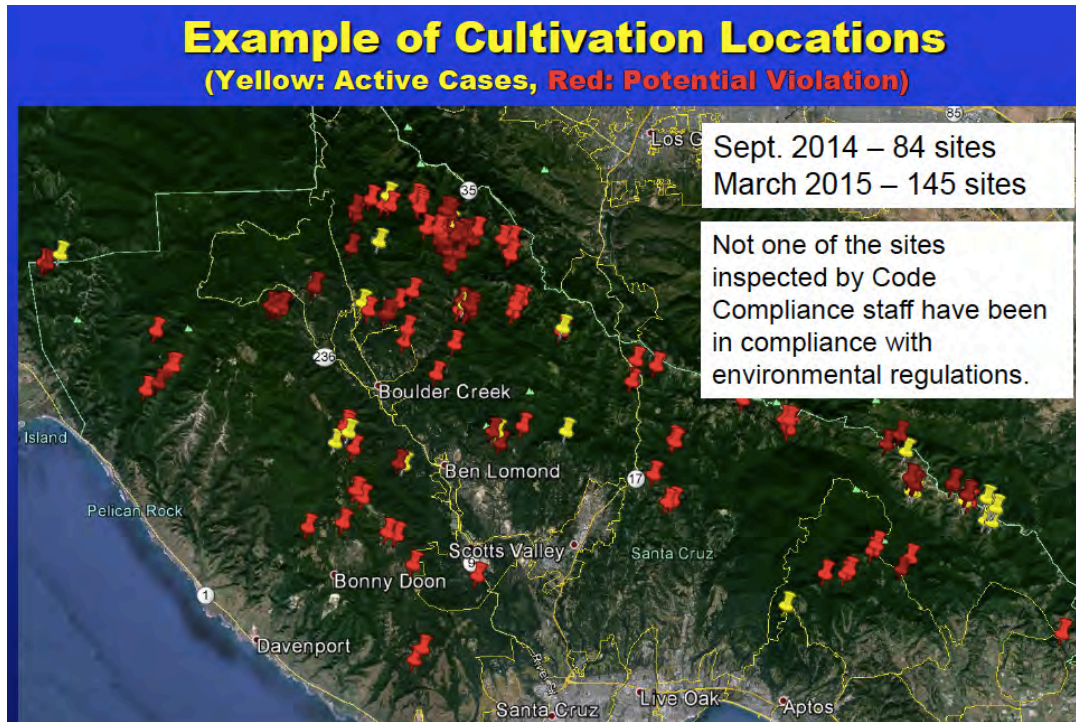 Example of Cultivation Locations
(Yellow: Active Cases, Red: Potential Violation)
85
Los G
Sept. 2014 – 84 sites
March 2015 – 145 sites
35
Not one of the sites
inspected by Code
Compliance staff have been
in compliance with
environmental regulations.
236
Boulder Creek
Island
Ben Lomond
17
Pelican Rock
Scotts Valley
Santa Cruz
9
Bonny Doon
1
Davenport
River St
Live Oak
Santa Cruz
Aptos